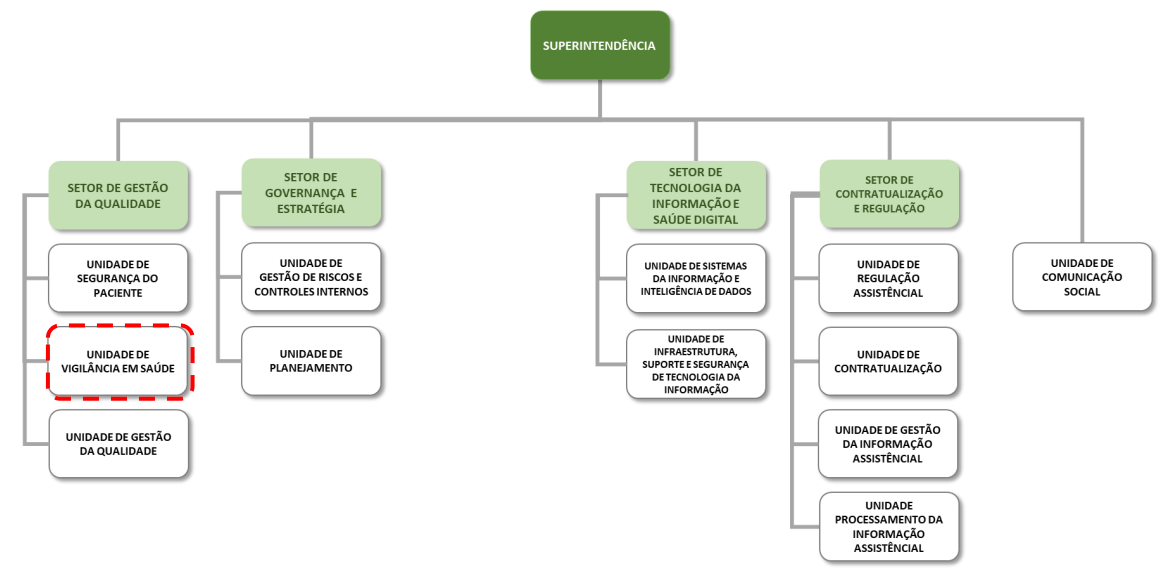 SUPERINTENDÊNCIA
SETOR DE GESTÃO
DA QUALIDADE
UNIDADE DE
SEGURANÇA DO
PACIENTE
UNIDADE DE
VIGILÂNCIA EM SAÚDE
UNIDADE DE GESTÃO
DA QUALIDADE
SETOR DE
GOVERNANÇA E
ESTRATÉGIA
UNIDADE DE
GESTÃO DE RISCOS E
CONTROLES INTERNOS
UNIDADE DE
PLANEJAMENTO
SETOR DE
TECNOLOGIA DA
INFORMAÇÃO E
SAÚDE DIGITAL
UNIDADE DE SISTEMAS
DA INFORMAÇÃO E
INTELIGÊNCIA DE DADOS
UNIDADE DE
INFRAESTRUTURA,
SUPORTE E SEGURANÇA
DE TECNOLOGIA DA
INFORMAÇÃO
SETOR DE
CONTRATUALIZAÇÃO
E REGULAÇÃO
UNIDADE DE
REGULAÇÃO
ASSISTÊNCIAL
UNIDADE DE
CONTRATUALIZAÇÃO
UNIDADE DE GESTÃO
DA INFORMAÇÃO
ASSISTÊNCIAL
UNIDADE
PROCESSAMENTO DA
INFORMAÇÃO
ASSISTÊNCIAL
UNIDADE DE
COMUNICAÇÃO
SOCIAL